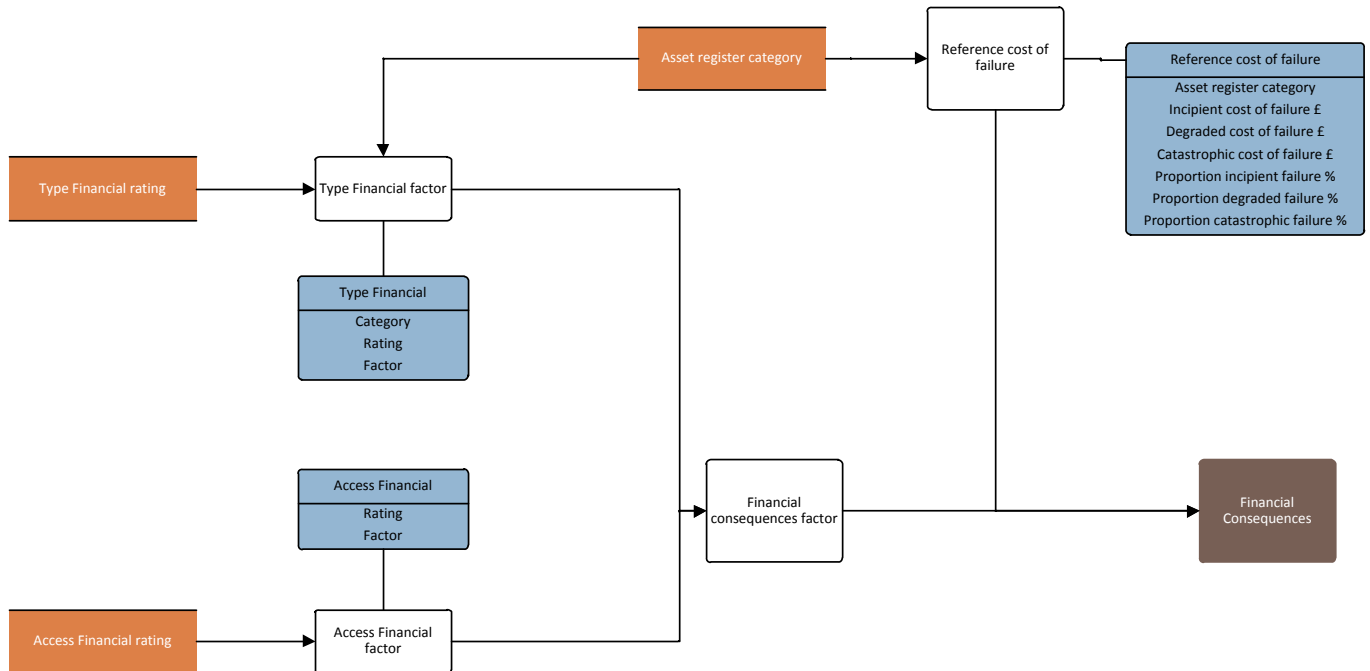 Asset register category
Reference cost of
failure
Reference cost of failure
Asset register category
Incipient cost of failure £
Degraded cost of failure £
Catastrophic cost of failure £
Proportion incipient failure %
Proportion degraded failure %
Proportion catastrophic failure %
Type Financial rating
Type Financial factor
Type Financial
Category
Rating
Factor
Access Financial
Rating
Factor
Financial
consequences factor
Financial
Consequences
Access Financial rating
Access Financial
factor